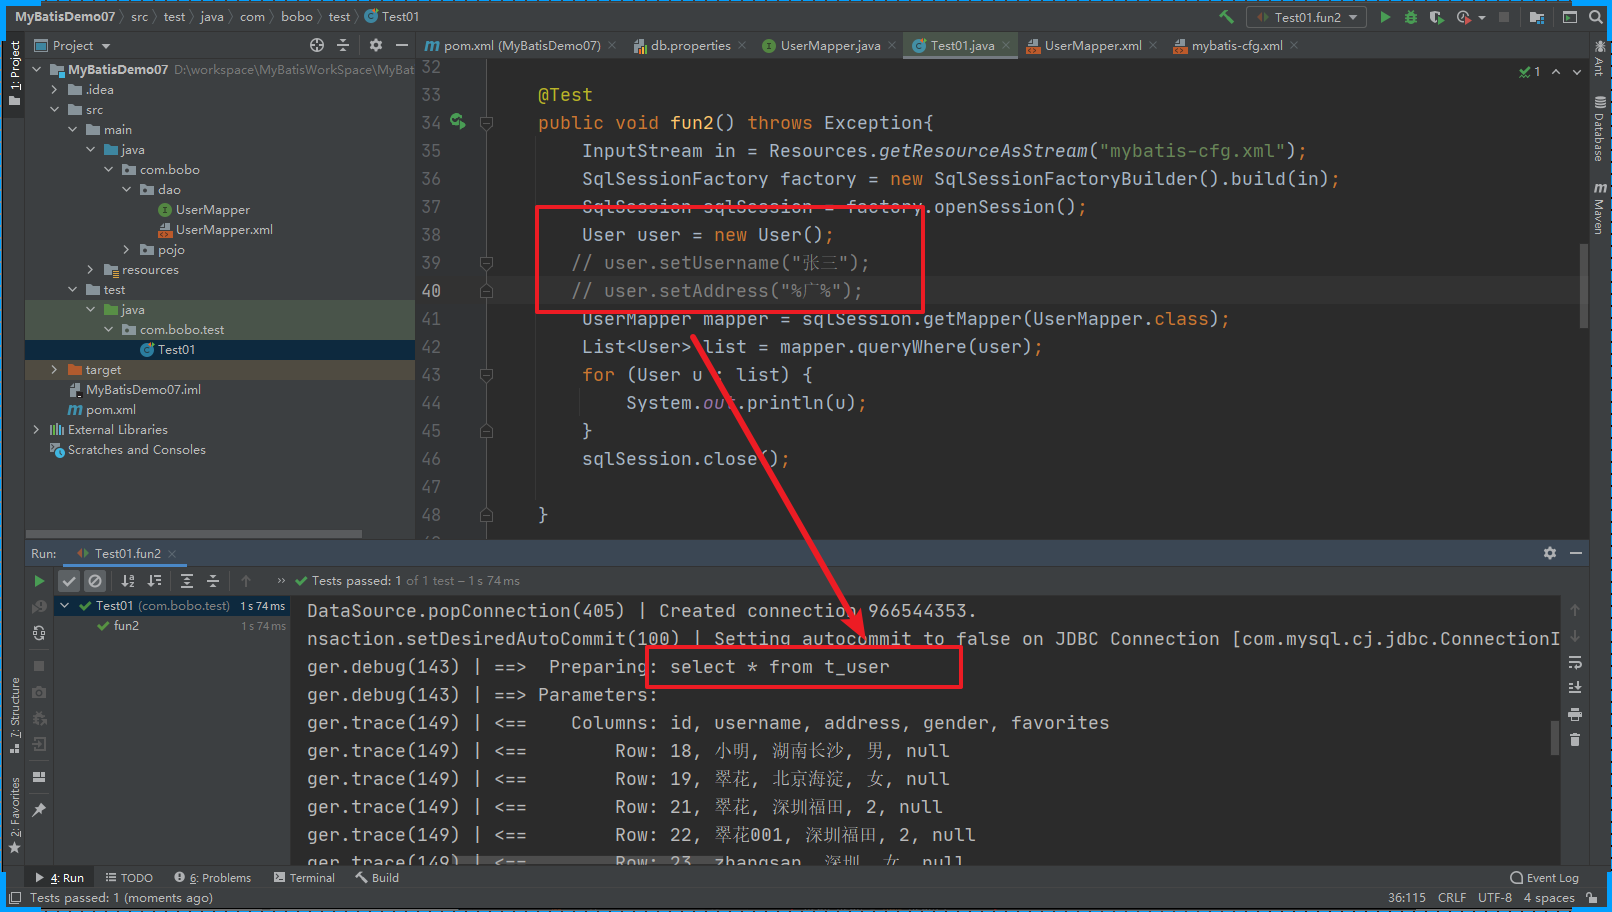 MyBatisDemo07 src test java com bobo test Test01
Test01.fun2
Project
pom.xml (MyBatisDemo07) db.properties UserMapper.java Test01.java UserMapper.xml mybatis-cfg.xml
1: Project
MyBatisDemo07 D:\workspace\MyBatisWorkSpace\MyBat
.idea
src
main
java
com.bobo
dao
UserMapper
UserMapper.xml
pojo
resources
test
java
com.bobo.test
Test01
target
MyBatisDemo07.iml
pom.xml
External Libraries
Scratches and Consoles
1
Ant
Database
Maven
32
33 @Test
34 public void fun2() throws Exception{
35 InputStream in = Resources.getResourceAsStream("mybatis-cfg.xml");
36 SqlSessionFactory factory = new SqlSessionFactoryBuilder().build(in);
37 SqlSession sqlSession = factory.openSession();
38 User user = new User();
39 // user.setUsername("张三");
40 // user.setAddress("%广%");
41 UserMapper mapper = sqlSession.getMapper(UserMapper.class);
42 List<User> list = mapper.queryWhere(user);
43 for (User u : list) {
44 System.out.println(u);
45 }
46 sqlSession.close();
47
48 }
Run: Test01.fun2
Tests passed: 1 of 1 test – 1 s 74 ms
Test01 (com.bobo.test) 1 s 74 ms
fun2 1 s 74 ms
DataSource.popConnection(405) | Created connection 966544353.
nsaction.setDesiredAutoCommit(100) | Setting autocommit to false on JDBC Connection [com.mysql.cj.jdbc.ConnectionI
ger.debug(143) | ==>  Preparing: select * from t_user
ger.debug(143) | ==> Parameters:
ger.trace(149) | <==    Columns: id, username, address, gender, favorites
ger.trace(149) | <==        Row: 18, 小明, 湖南长沙, 男, null
ger.trace(149) | <==        Row: 19, 翠花, 北京海淀, 女, null
ger.trace(149) | <==        Row: 21, 翠花, 深圳福田, 2, null
ger.trace(149) | <==        Row: 22, 翠花001, 深圳福田, 2, null
ger.trace(149) | <==        Row: 23, zhangsan, 深圳, 女, null
7: Structure
2: Favorites
4: Run TODO 6: Problems Terminal Build Event Log
Tests passed: 1 (moments ago) 36:115 CRLF UTF-8 4 spaces